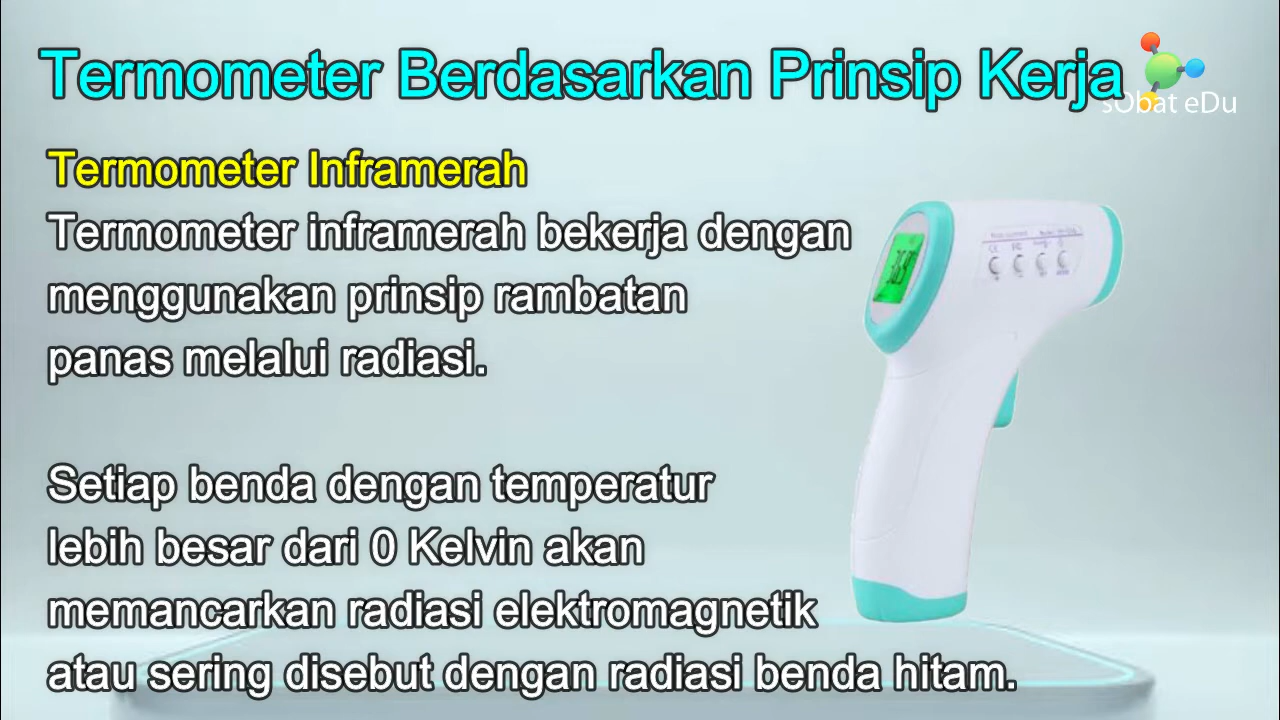 Termometer Berdasarkan Prinsip Kerja
sObat eDu
Termometer Inframerah
Termometer inframerah bekerja dengan
menggunakan prinsip rambatan
panas melalui radiasi.
Setiap benda dengan temperatur
lebih besar dari 0 Kelvin akan
memancarkan radiasi elektromagnetik
atau sering disebut dengan radiasi benda hitam.